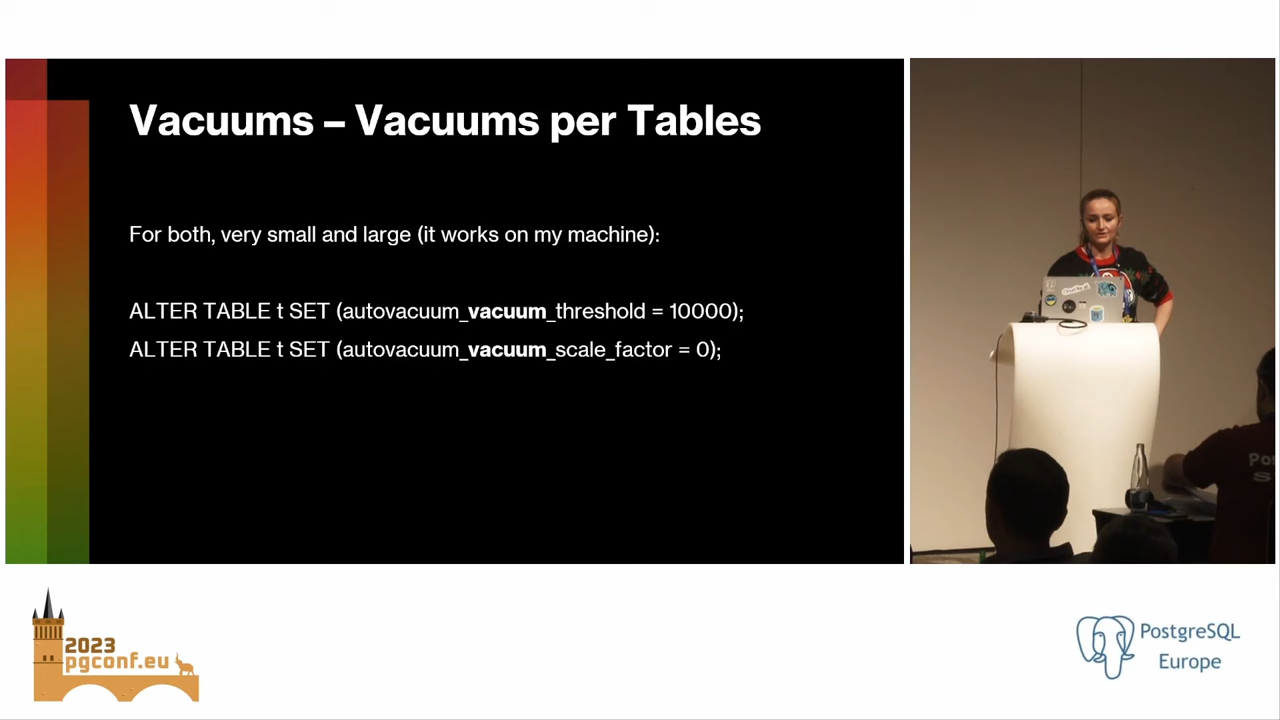 Vacuums – Vacuums per Tables
For both, very small and large (it works on my machine):
ALTER TABLE t SET (autovacuum_vacuum_threshold = 10000);
ALTER TABLE t SET (autovacuum_vacuum_scale_factor = 0);
2023
pgconf.eu
PostgreSQL
Europe